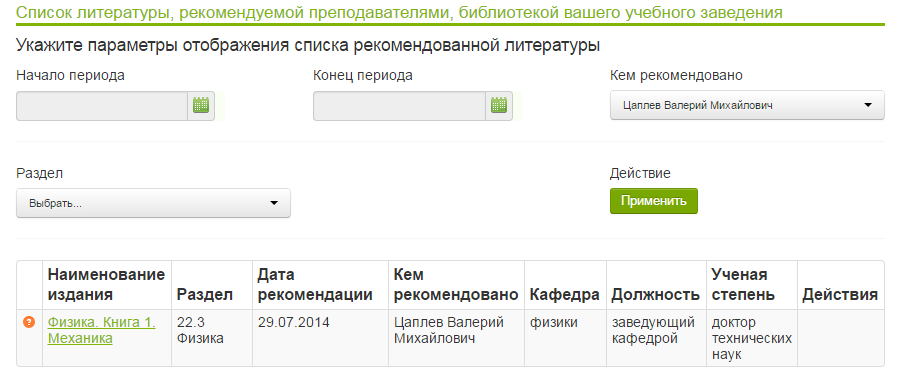 Список литературы, рекомендуемой преподавателями, библиотекой вашего учебного заведения
Укажите параметры отображения списка рекомендованной литературы
Начало периода
Конец периода
Кем рекомендовано
Цаплев Валерий Михайлович
Раздел
Действие
Выбрать...
Применить
Наименование издания
Раздел
Дата рекомендации
Кем рекомендовано
Кафедра
Должность
Ученая степень
Действия
?
Физика. Книга 1.
Механика
22.3
Физика
29.07.2014
Цаплев Валерий
Михайлович
физики
заведующий
кафедрой
доктор
технических
наук